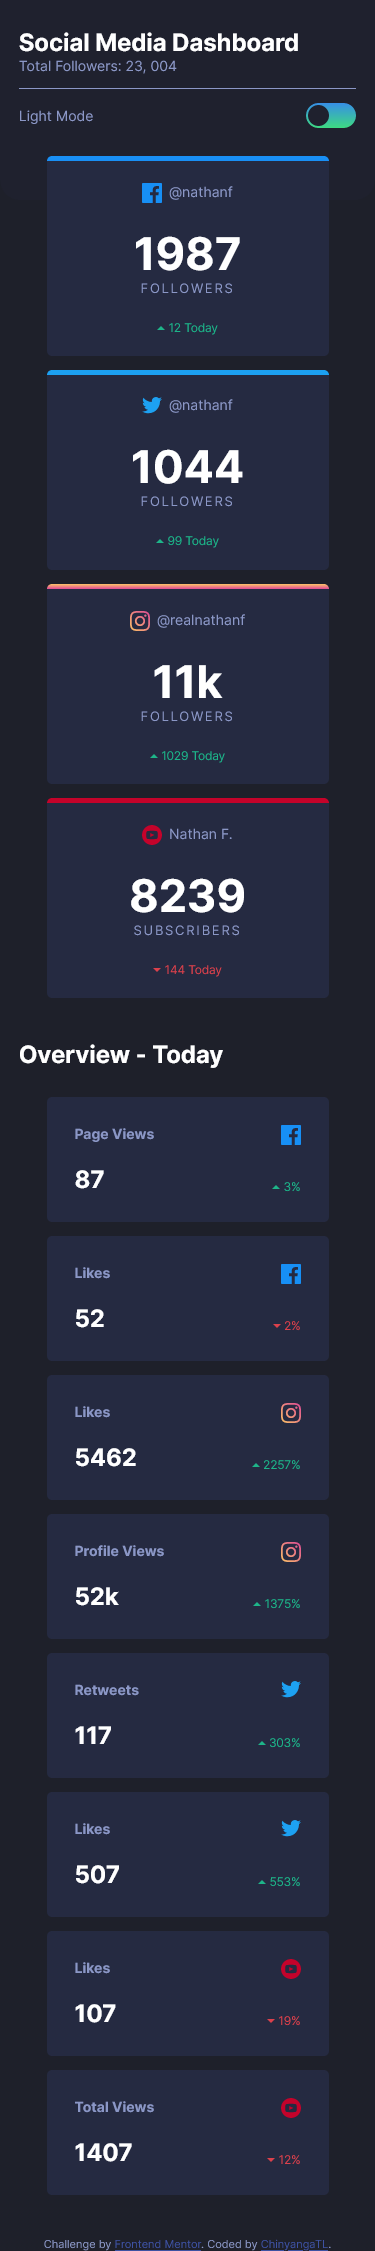 Social Media Dashboard
Total Followers: 23, 004
Light Mode
@nathanf
1987
FOLLOWERS
12 Today
@nathanf
1044
FOLLOWERS
99 Today
@realnathanf
11k
FOLLOWERS
1029 Today
Nathan F.
8239
SUBSCRIBERS
144 Today
Overview - Today
Page Views
87
3%
Likes
52
2%
Likes
5462
2257%
Profile Views
52k
1375%
Retweets
117
303%
Likes
507
553%
Likes
107
19%
Total Views
1407
12%
Challenge by Frontend Mentor. Coded by ChinyangaTL.